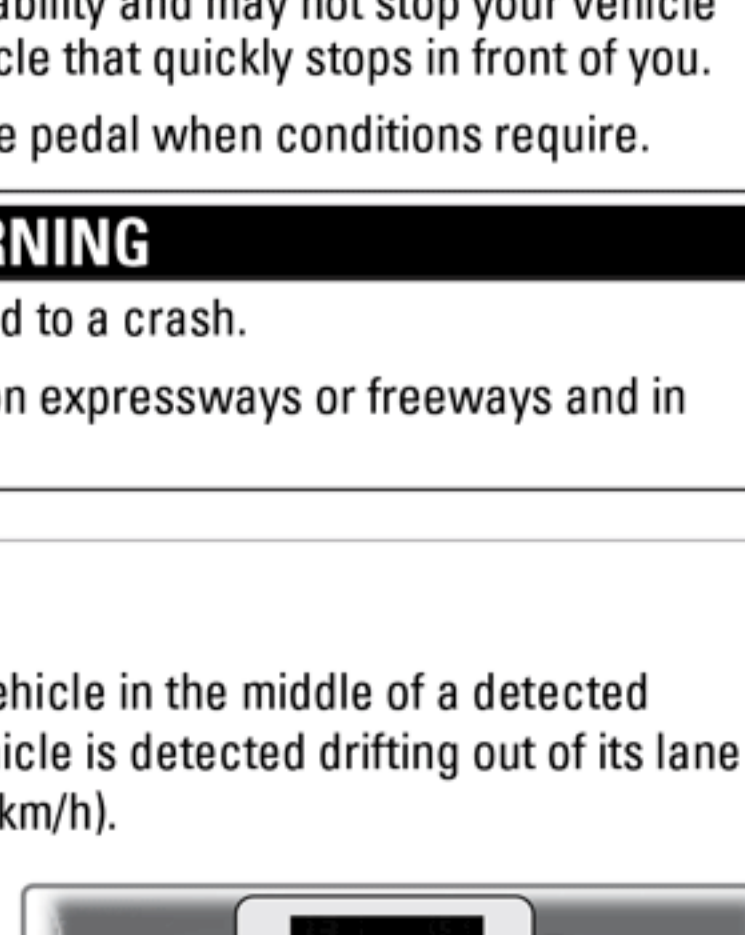 ability and may not stop your vehicle
cle that quickly stops in front of you.
e pedal when conditions require.
RNING
d to a crash.
on expressways or freeways and in
ehicle in the middle of a detected
icle is detected drifting out of its lane
km/h).